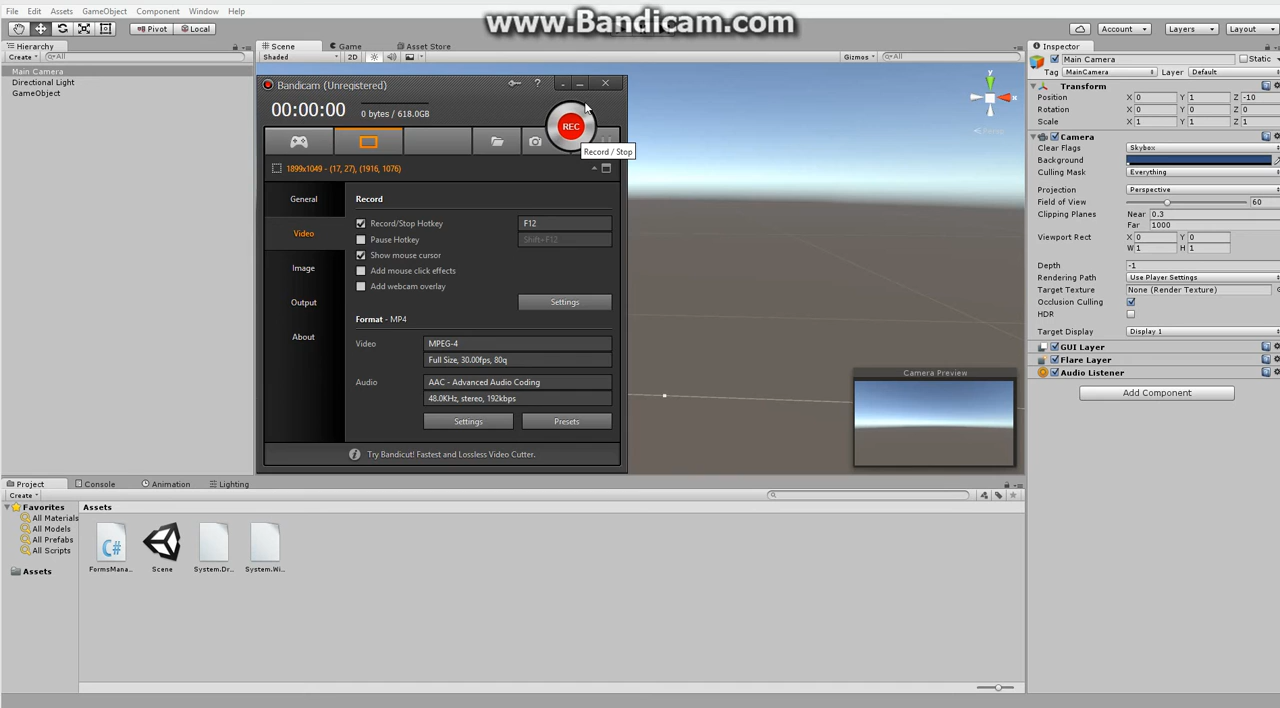 www.Bandicam.com
File Edit Assets GameObject Component Window Help
Pivot Local Account Layers Layout
Hierarchy
Create All
Main Camera
Directional Light
GameObject
Scene Game Asset Store
Shaded 2D Gizmos All
Bandicam (Unregistered) ?
00:00:00 0 bytes / 618.0GB
REC
Record / Stop
1899x1049 - (17, 27), (1916, 1076)
General
Video
Image
Output
About
Record
Record/Stop Hotkey F12
Pause Hotkey Shift+F12
Show mouse cursor
Add mouse click effects
Add webcam overlay
Settings
Format - MP4
Video MPEG-4
Full Size, 30.00fps, 80q
Audio AAC - Advanced Audio Coding
48.0KHz, stereo, 192kbps
Settings Presets
Try Bandicut! Fastest and Lossless Video Cutter.
y
x
Persp
Camera Preview
Inspector
Main Camera Static
Tag MainCamera Layer Default
Transform
Position X 0 Y 1 Z -10
Rotation X 0 Y 0 Z 0
Scale X 1 Y 1 Z 1
Camera
Clear Flags Skybox
Background
Culling Mask Everything
Projection Perspective
Field of View 60
Clipping Planes Near 0.3
Far 1000
Viewport Rect X 0 Y 0
W 1 H 1
Depth -1
Rendering Path Use Player Settings
Target Texture None (Render Texture)
Occlusion Culling
HDR
Target Display Display 1
GUI Layer
Flare Layer
Audio Listener
Add Component
Project Console Animation Lighting
Create
Favorites
All Materials
All Models
All Prefabs
All Scripts
Assets
Assets
C#
FormsMana... Scene System.Dr... System.Wi...